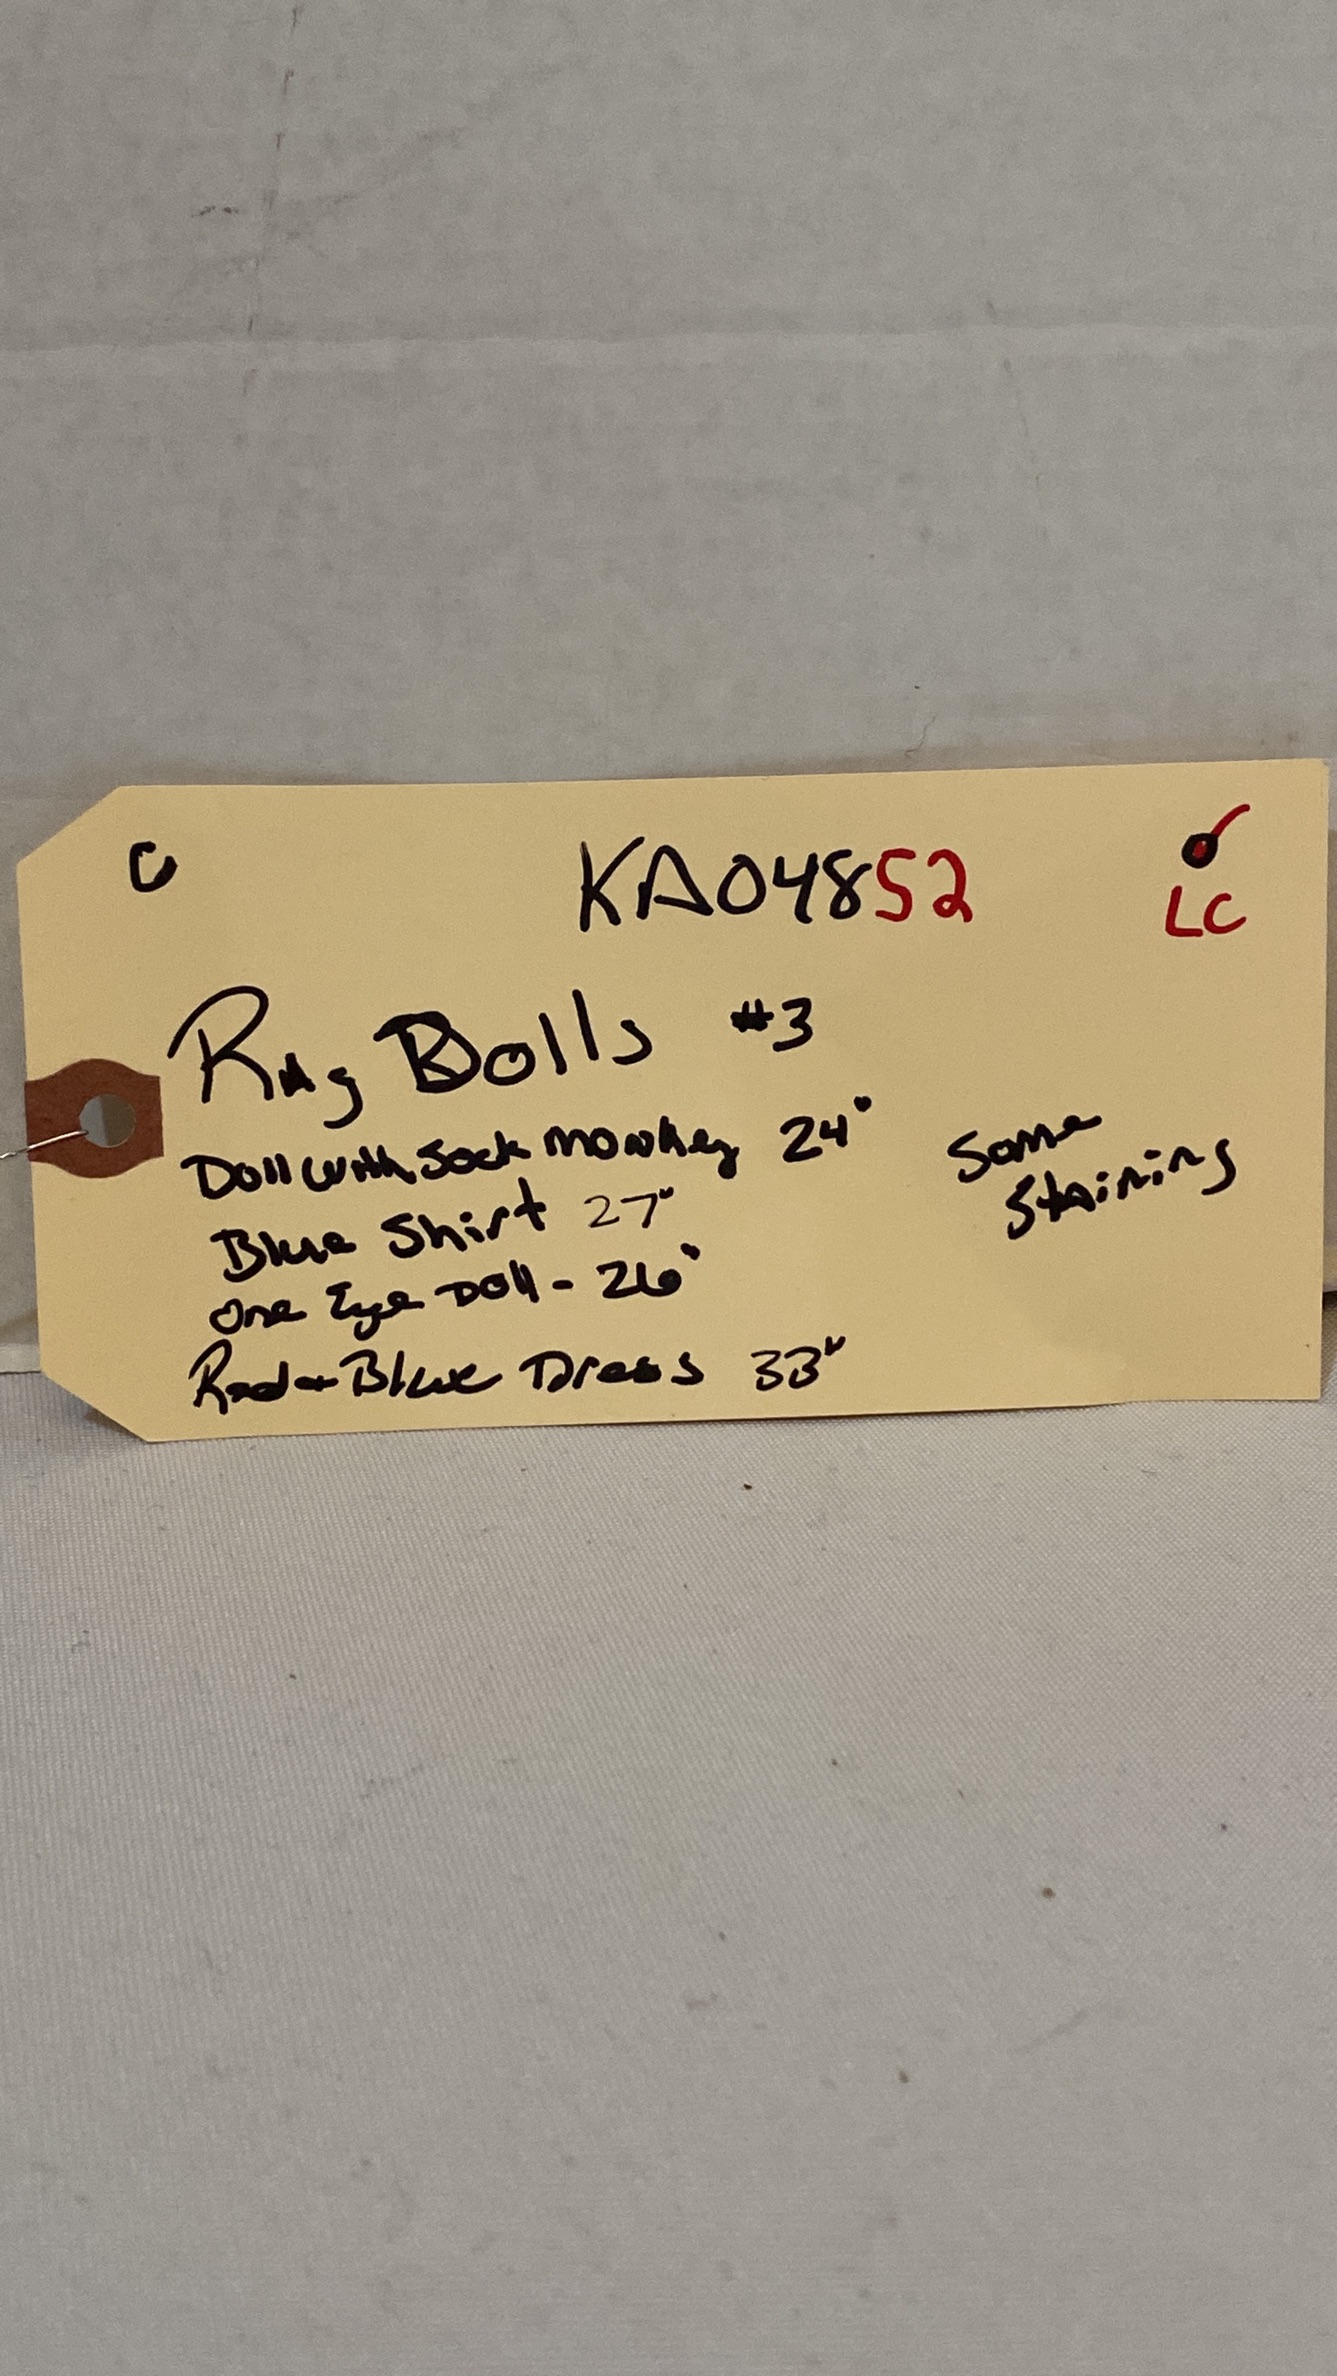 C
KA04852
LC
Rag Dolls #3
Doll with Sock monkey 24"
Some
Staining
Blue Shirt 27"
One Eye Doll - 26"
Red + Blue Dress 33"